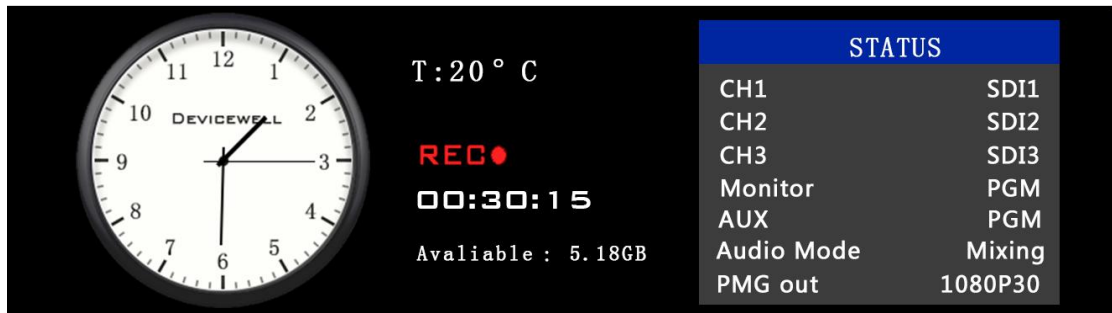 12
11
1
10
DEVICEWELL
2
9
3
8
4
7
5
6
T:20° C
REC
00:30:15
Avaliable : 5.18GB
STATUS
CH1 SDI1
CH2 SDI2
CH3 SDI3
Monitor PGM
AUX PGM
Audio Mode Mixing
PMG out 1080P30